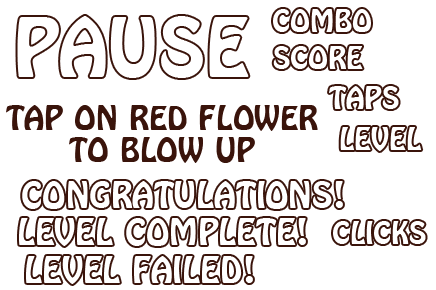 PAUSE
COMBO
SCORE
TAPS
TAP ON RED FLOWER
TO BLOW UP
LEVEL
CONGRATULATIONS!
LEVEL COMPLETE!
CLICKS
LEVEL FAILED!